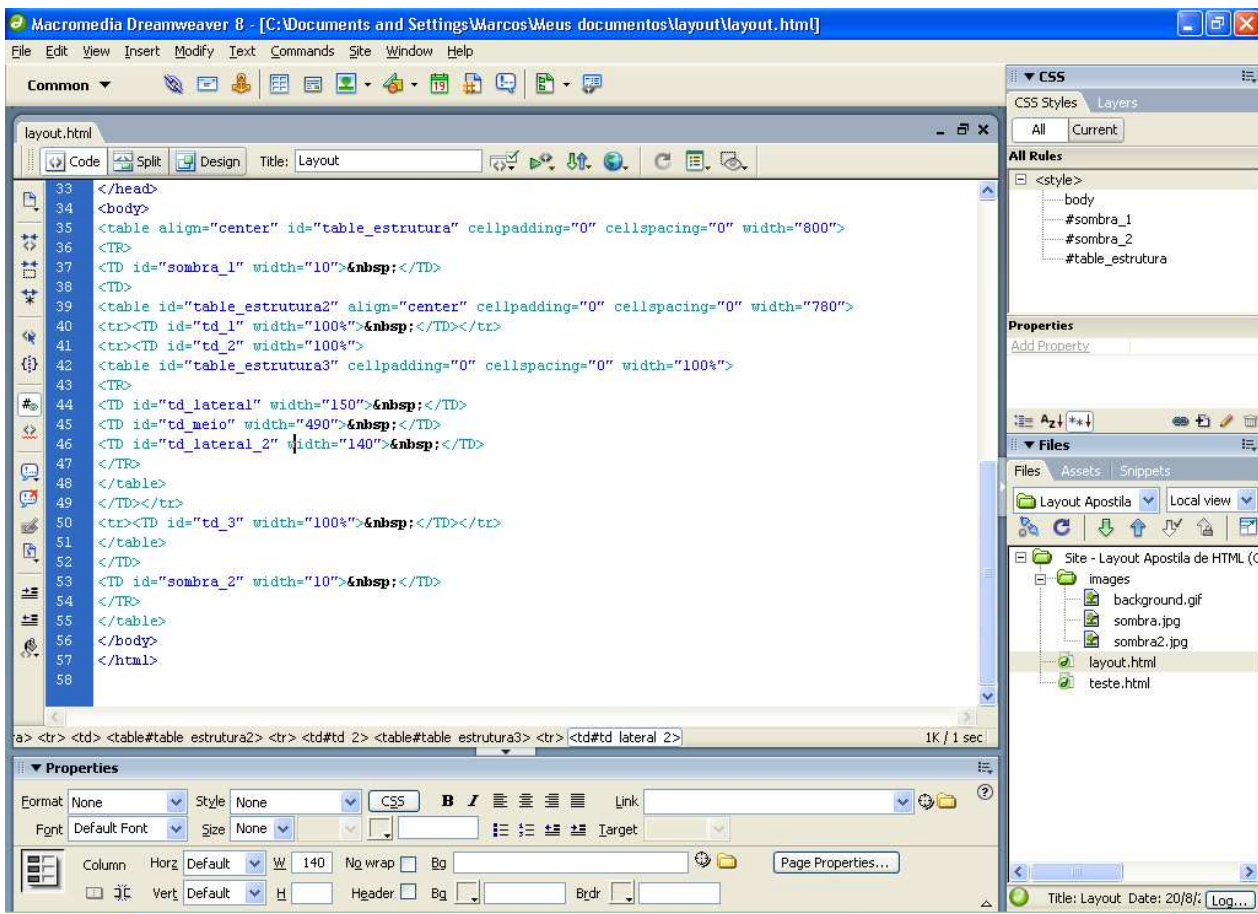 Macromedia Dreamweaver 8 - [C:\Documents and Settings\Marcos\Meus documentos\layout\layout.html]
File Edit View Insert Modify Text Commands Site Window Help
Common
19
layout.html
Code Split Design Title: Layout
33 </head>
34 <body>
35 <table align="center" id="table_estrutura" cellpadding="0" cellspacing="0" width="800">
36 <TR>
37 <TD id="sombra_1" width="10">&nbsp;</TD>
38 <TD>
39 <table id="table_estrutura2" align="center" cellpadding="0" cellspacing="0" width="780">
40 <tr><TD id="td_1" width="100%">&nbsp;</TD></tr>
41 <tr><TD id="td_2" width="100%">
42 <table id="table_estrutura3" cellpadding="0" cellspacing="0" width="100%">
43 <TR>
44 <TD id="td_lateral" width="150">&nbsp;</TD>
45 <TD id="td_meio" width="490">&nbsp;</TD>
46 <TD id="td_lateral_2" width="140">&nbsp;</TD>
47 </TR>
48 </table>
49 </TD></tr>
50 <tr><TD id="td_3" width="100%">&nbsp;</TD></tr>
51 </table>
52 </TD>
53 <TD id="sombra_2" width="10">&nbsp;</TD>
54 </TR>
55 </table>
56 </body>
57 </html>
58
a> <tr> <td> <table#table_estrutura2> <tr> <td#td_2> <table#table_estrutura3> <tr> <td#td_lateral_2> 1K / 1 sec
Properties
Format None Style None CSS B I Link
Font Default Font Size None Target
Column Horz Default W 140 No wrap Bg Page Properties...
Vert Default H Header Bg Brdr
CSS
CSS Styles Layers
All Current
All Rules
<style>
body
#sombra_1
#sombra_2
#table_estrutura
Properties
Add Property
Files
Files Assets Snippets
Layout Apostila Local view
Site - Layout Apostila de HTML (C
images
background.gif
sombra.jpg
sombra2.jpg
layout.html
teste.html
Title: Layout Date: 20/8/ Log...